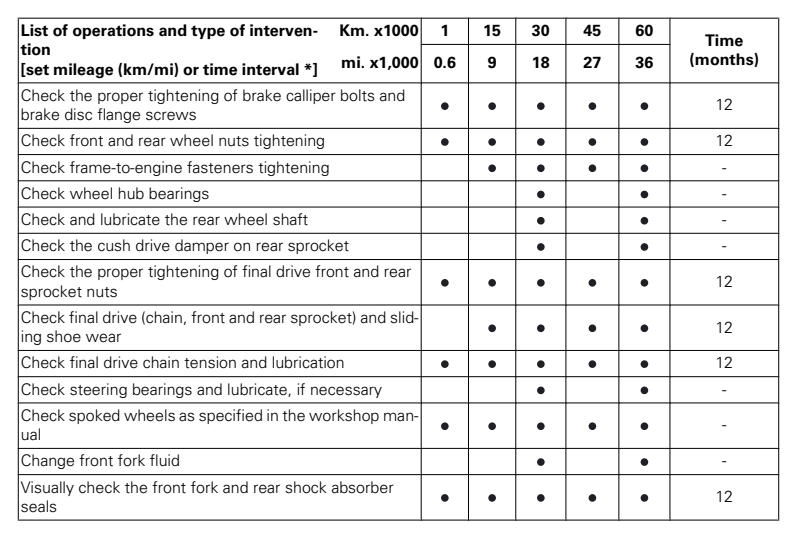 List of operations and type of interven- Km. x1000 1 15 30 45 60 Time
tion
(months)
[set mileage (km/mi) or time interval *] mi. x1,000 0.6 9 18 27 36
Check the proper tightening of brake calliper bolts and
brake disc flange screws ● ● ● ● ● 12
Check front and rear wheel nuts tightening ● ● ● ● ● 12
Check frame-to-engine fasteners tightening ● ● ● ● -
Check wheel hub bearings ● ● -
Check and lubricate the rear wheel shaft ● ● -
Check the cush drive damper on rear sprocket ● ● -
Check the proper tightening of final drive front and rear
sprocket nuts ● ● ● ● ● 12
Check final drive (chain, front and rear sprocket) and slid-
ing shoe wear ● ● ● ● 12
Check final drive chain tension and lubrication ● ● ● ● ● 12
Check steering bearings and lubricate, if necessary ● ● -
Check spoked wheels as specified in the workshop man-
ual ● ● ● ● ● -
Change front fork fluid ● ● -
Visually check the front fork and rear shock absorber
seals ● ● ● ● ● 12